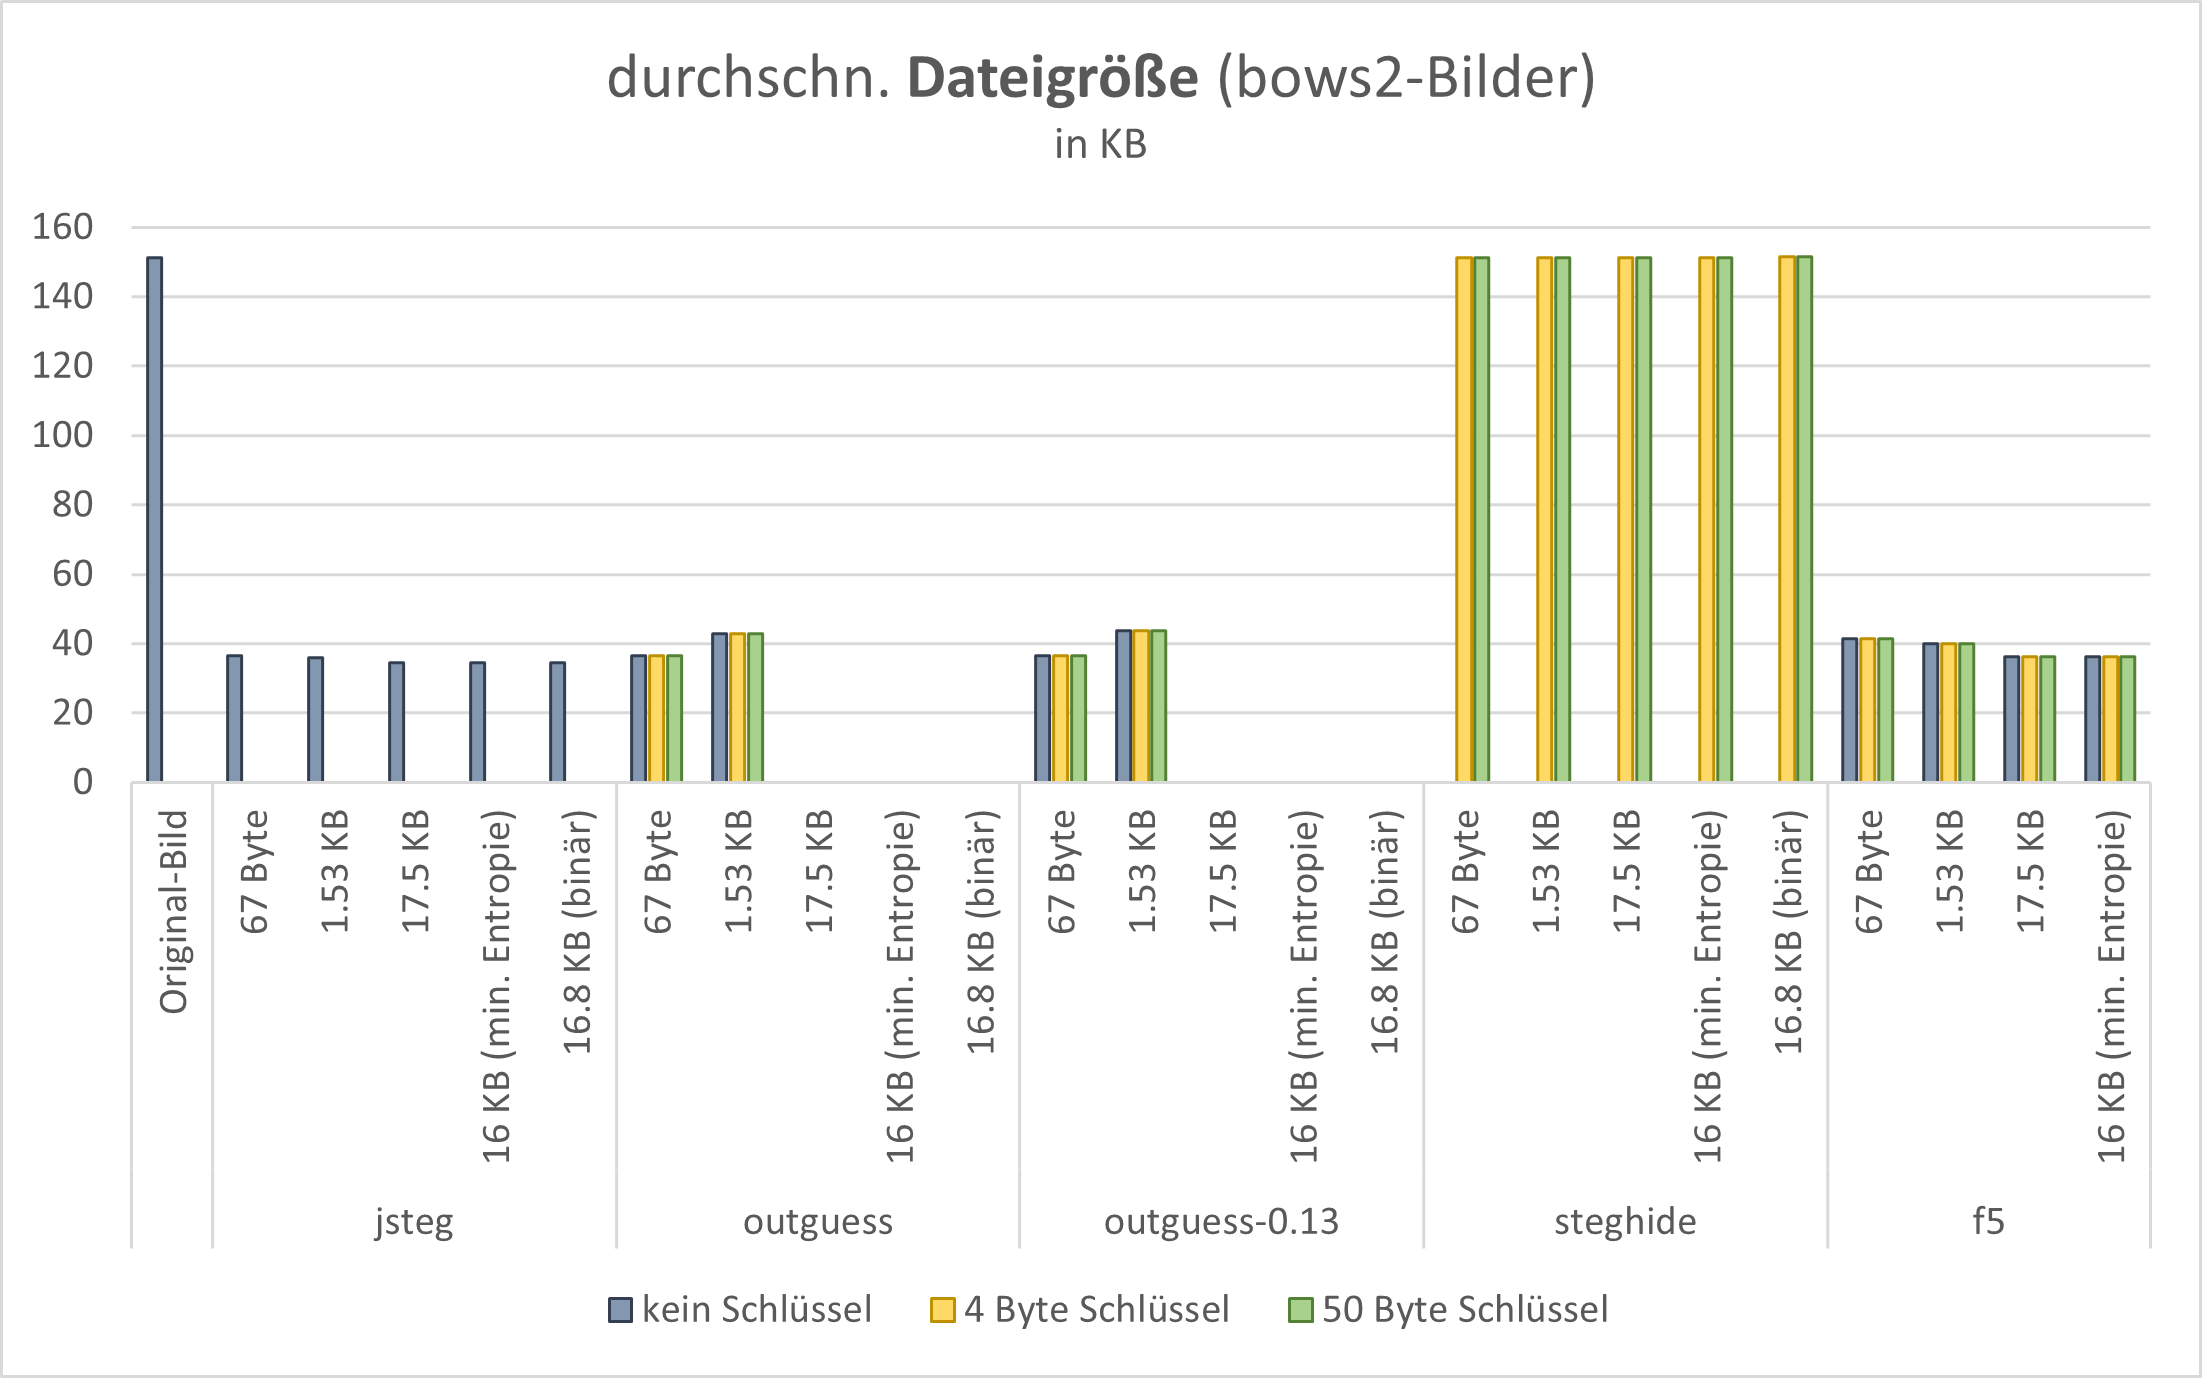 durchschn. Dateigröße (bows2-Bilder)
in KB
160
140
120
100
80
60
40
20
0
Original-Bild
67 Byte
1.53 KB
17.5 KB
16 KB (min. Entropie)
16.8 KB (binär)
67 Byte
1.53 KB
17.5 KB
16 KB (min. Entropie)
16.8 KB (binär)
67 Byte
1.53 KB
17.5 KB
16 KB (min. Entropie)
16.8 KB (binär)
67 Byte
1.53 KB
17.5 KB
16 KB (min. Entropie)
16.8 KB (binär)
67 Byte
1.53 KB
17.5 KB
16 KB (min. Entropie)
jsteg
outguess
outguess-0.13
steghide
f5
kein Schlüssel
4 Byte Schlüssel
50 Byte Schlüssel